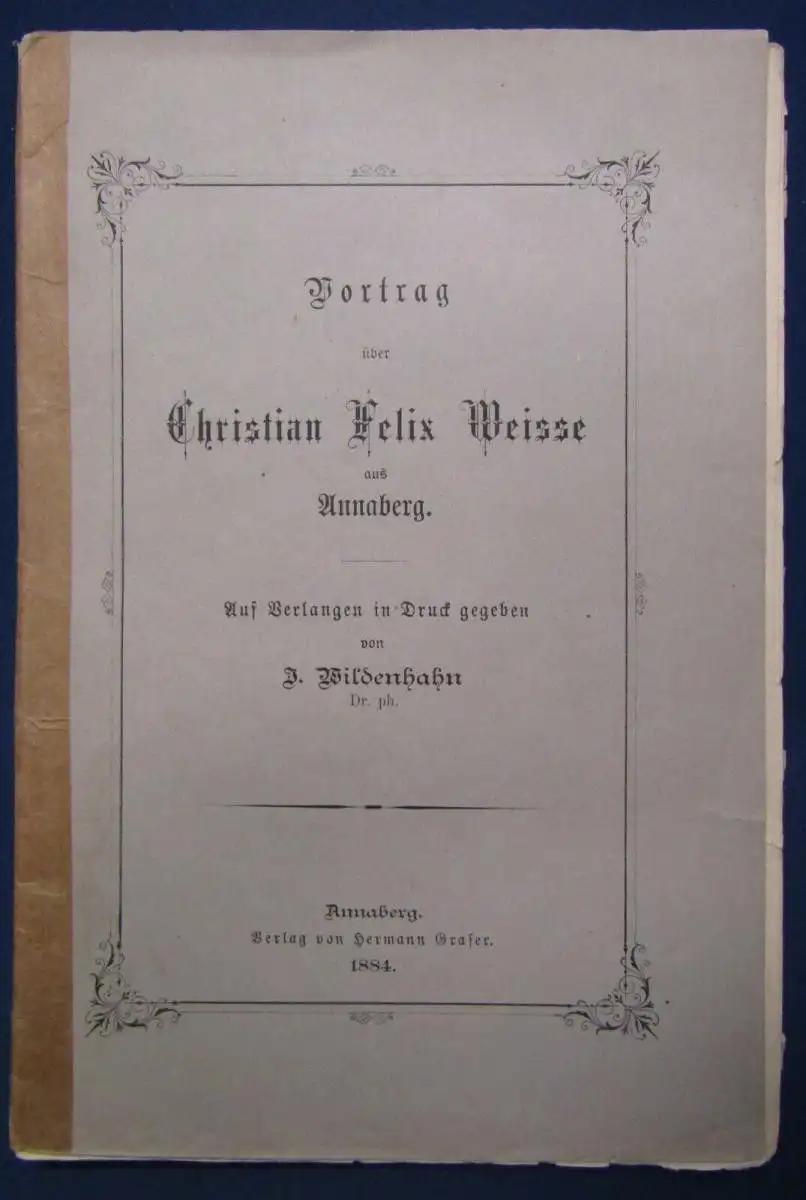 Vortrag
über
Christian Felix Weisse
aus
Annaberg.
Auf Verlangen in Druck gegeben
von
J. Wildenhahn
Dr. ph.
Annaberg.
Verlag von Hermann Graser.
1884.